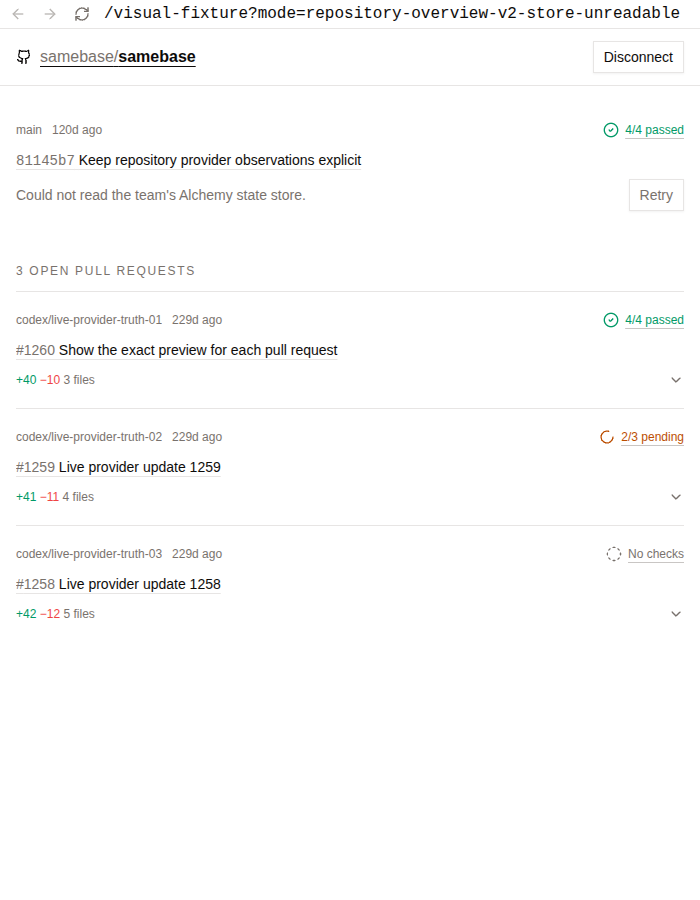 /visual-fixture?mode=repository-overview-v2-store-unreadable
samebase/samebase
Disconnect
main 120d ago
4/4 passed
81145b7 Keep repository provider observations explicit
Could not read the team's Alchemy state store.
Retry
3 OPEN PULL REQUESTS
codex/live-provider-truth-01 229d ago
4/4 passed
#1260 Show the exact preview for each pull request
+40 −10 3 files
codex/live-provider-truth-02 229d ago
2/3 pending
#1259 Live provider update 1259
+41 −11 4 files
codex/live-provider-truth-03 229d ago
No checks
#1258 Live provider update 1258
+42 −12 5 files